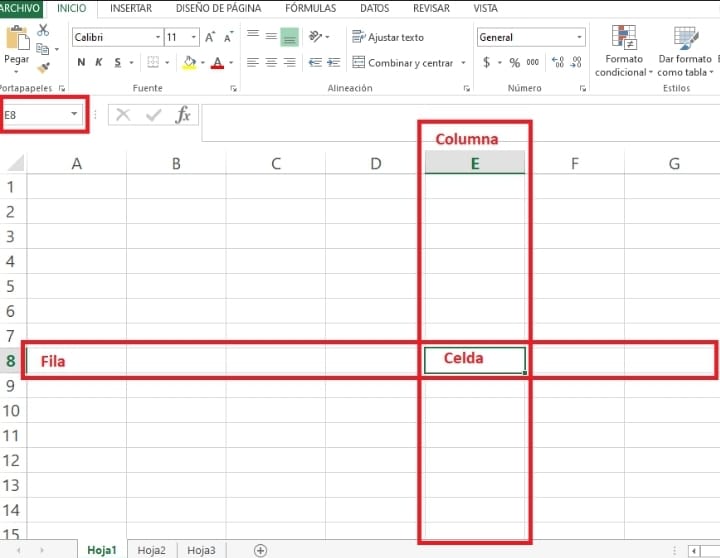 ARCHIVO INICIO INSERTAR DISEÑO DE PÁGINA FÓRMULAS DATOS REVISAR VISTA
Pegar
Calibri 11 A A
N K S A
Ajustar texto
Combinar y centrar
General
$ % 000
Formato condicional
Dar formato como tabla
Portapapeles Fuente Alineación Número Estilos
E8 fx
Columna
A B C D E F G
1
2
3
4
5
6
7
8 Fila Celda
9
10
11
12
13
14
15
Hoja1 Hoja2 Hoja3